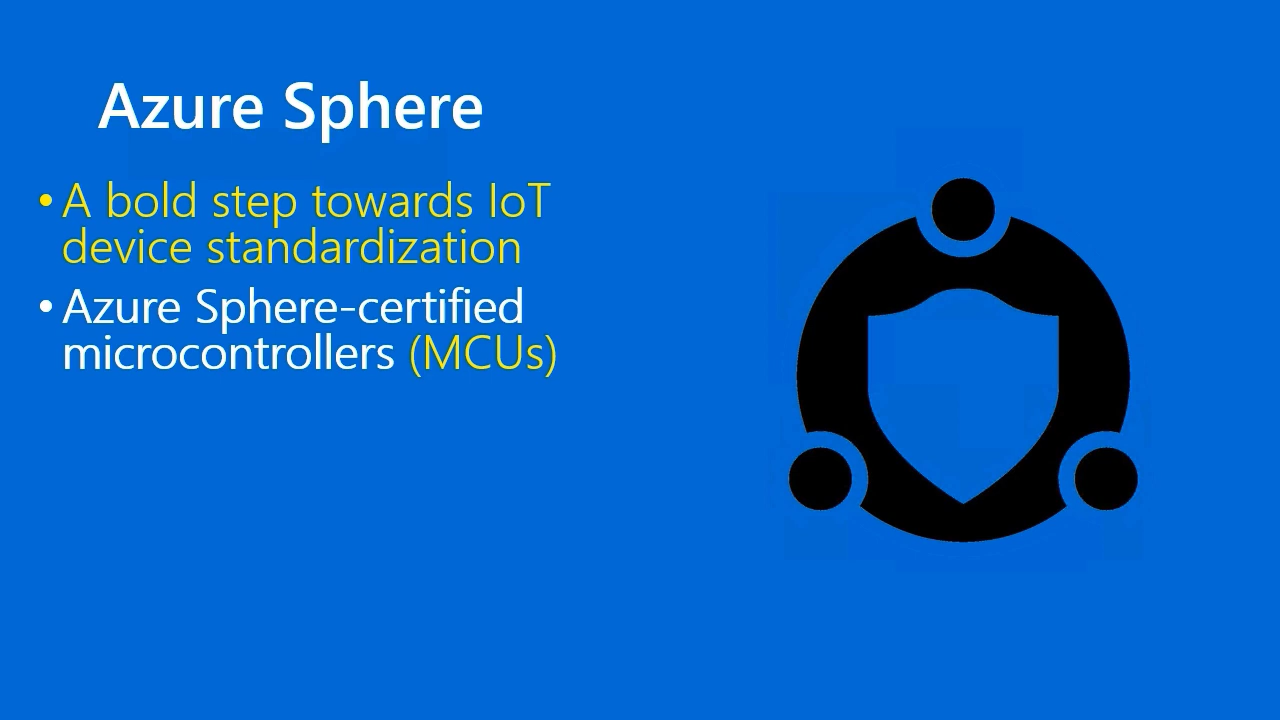 Azure Sphere
• A bold step towards IoT
device standardization
• Azure Sphere-certified
microcontrollers (MCUs)